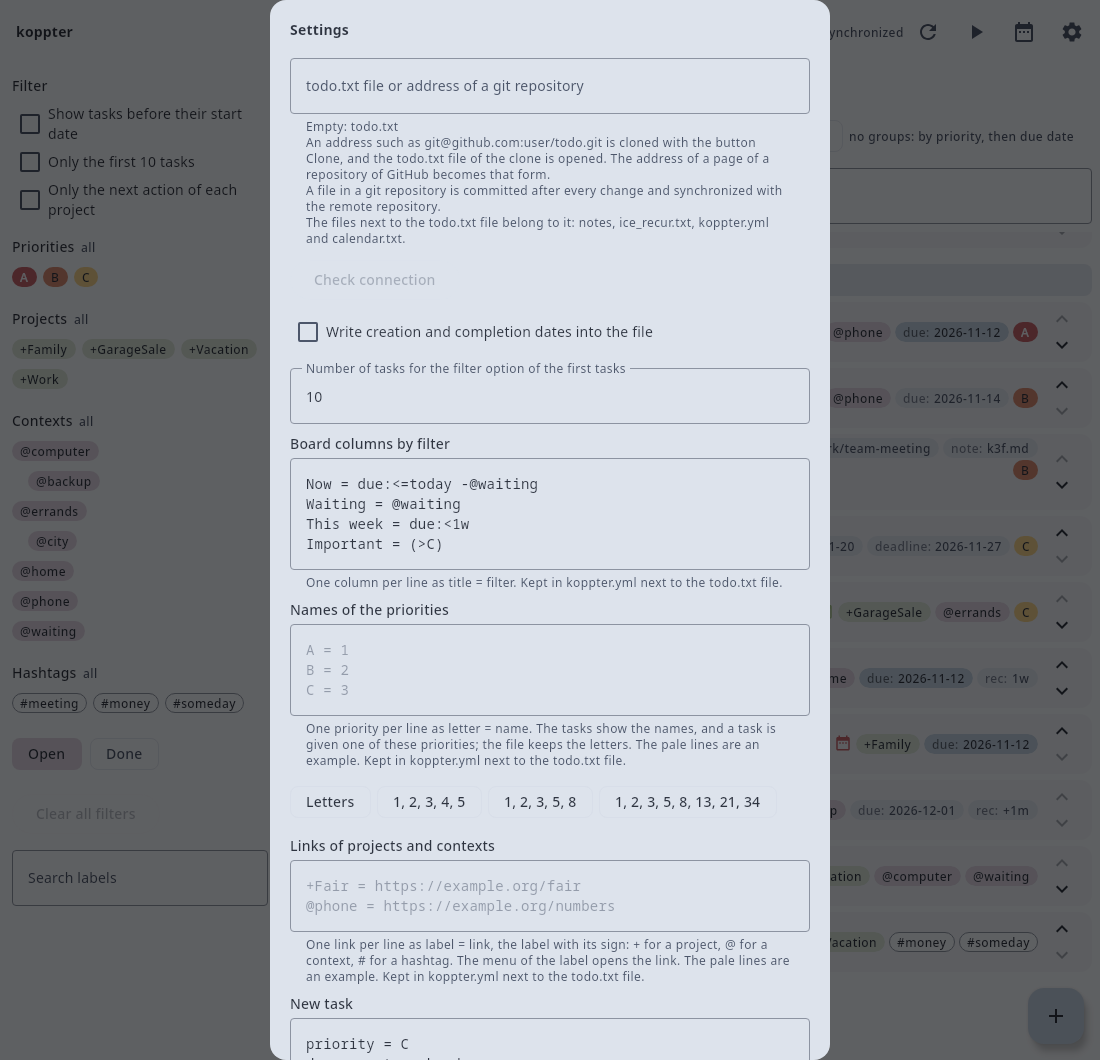 koppter
Filter
Show tasks before their start
date
Only the first 10 tasks
Only the next action of each
project
Priorities all
A B C
Projects all
+Family +GarageSale +Vacation
+Work
Contexts all
@computer
@backup
@errands
@city
@home
@phone
@waiting
Hashtags all
#meeting #money #someday
Open Done
Clear all filters
Search labels
Settings
todo.txt file or address of a git repository
Empty: todo.txt
An address such as git@github.com:user/todo.git is cloned with the button
Clone, and the todo.txt file of the clone is opened. The address of a page of a
repository of GitHub becomes that form.
A file in a git repository is committed after every change and synchronized with
the remote repository.
The files next to the todo.txt file belong to it: notes, ice_recur.txt, koppter.yml
and calendar.txt.
Check connection
Write creation and completion dates into the file
Number of tasks for the filter option of the first tasks
10
Board columns by filter
Now = due:<=today -@waiting
Waiting = @waiting
This week = due:<1w
Important = (>C)
One column per line as title = filter. Kept in koppter.yml next to the todo.txt file.
Names of the priorities
A = 1
B = 2
C = 3
One priority per line as letter = name. The tasks show the names, and a task is
given one of these priorities; the file keeps the letters. The pale lines are an
example. Kept in koppter.yml next to the todo.txt file.
Letters 1, 2, 3, 4, 5 1, 2, 3, 5, 8 1, 2, 3, 5, 8, 13, 21, 34
Links of projects and contexts
+Fair = https://example.org/fair
@phone = https://example.org/numbers
One link per line as label = link, the label with its sign: + for a project, @ for a
context, # for a hashtag. The menu of the label opens the link. The pale lines are
an example. Kept in koppter.yml next to the todo.txt file.
New task
priority = C
ynchronized
no groups: by priority, then due date
@phone due: 2026-11-12 A
@phone due: 2026-11-14 B
k/team-meeting note: k3f.md
B
1-20 deadline: 2026-11-27 C
+GarageSale @errands C
me due: 2026-11-12 rec: 1w
+Family due: 2026-11-12
p due: 2026-12-01 rec: +1m
ation @computer @waiting
acation #money #someday
+